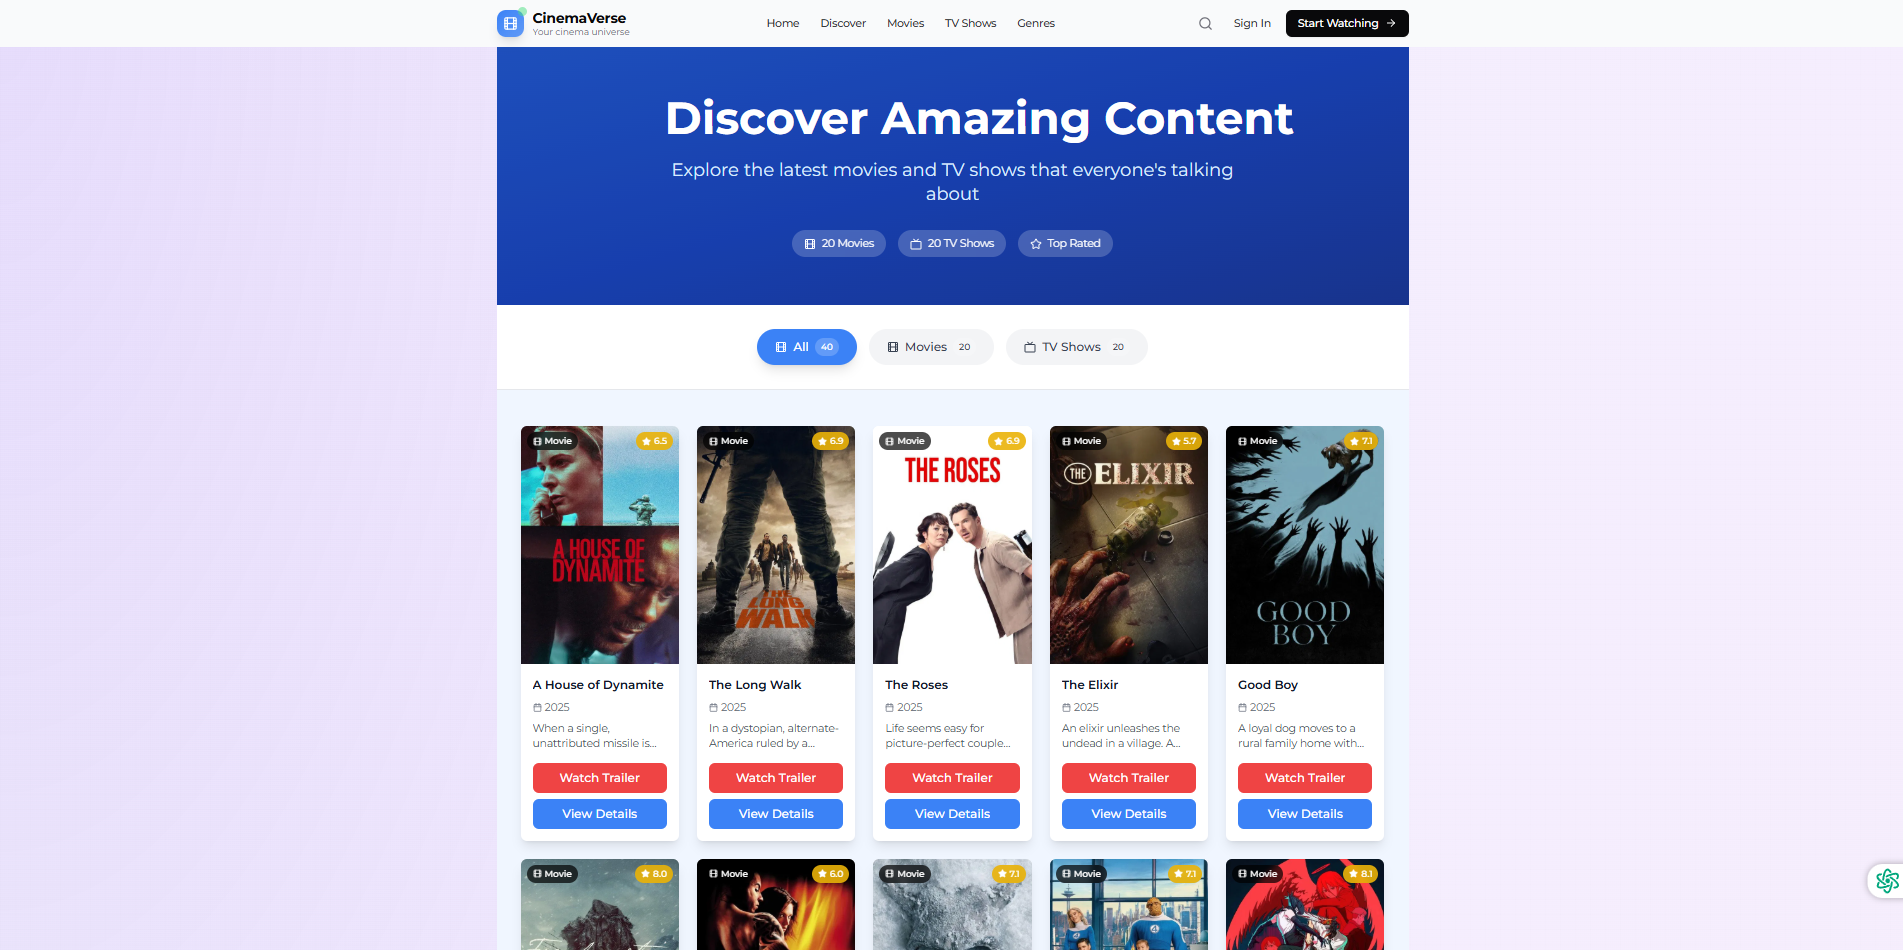 CinemaVerse
Your cinema universe
Home
Discover
Movies
TV Shows
Genres
Sign In
Start Watching
Discover Amazing Content
Explore the latest movies and TV shows that everyone's talking
about
20 Movies
20 TV Shows
Top Rated
All 40
Movies 20
TV Shows 20
Movie
6.5
A HOUSE OF
DYNAMITE
A House of Dynamite
2025
When a single,
unattributed missile is...
Watch Trailer
View Details
Movie
6.9
THE
LONG
WALK
The Long Walk
2025
In a dystopian, alternate-
America ruled by a...
Watch Trailer
View Details
Movie
6.9
THE ROSES
The Roses
2025
Life seems easy for
picture-perfect couple...
Watch Trailer
View Details
Movie
5.7
THE ELIXIR
The Elixir
2025
An elixir unleashes the
undead in a village. A...
Watch Trailer
View Details
Movie
7.1
GOOD
BOY
Good Boy
2025
A loyal dog moves to a
rural family home with...
Watch Trailer
View Details
Movie
8.0
Movie
6.0
Movie
7.1
Movie
7.1
4
4
Movie
8.1